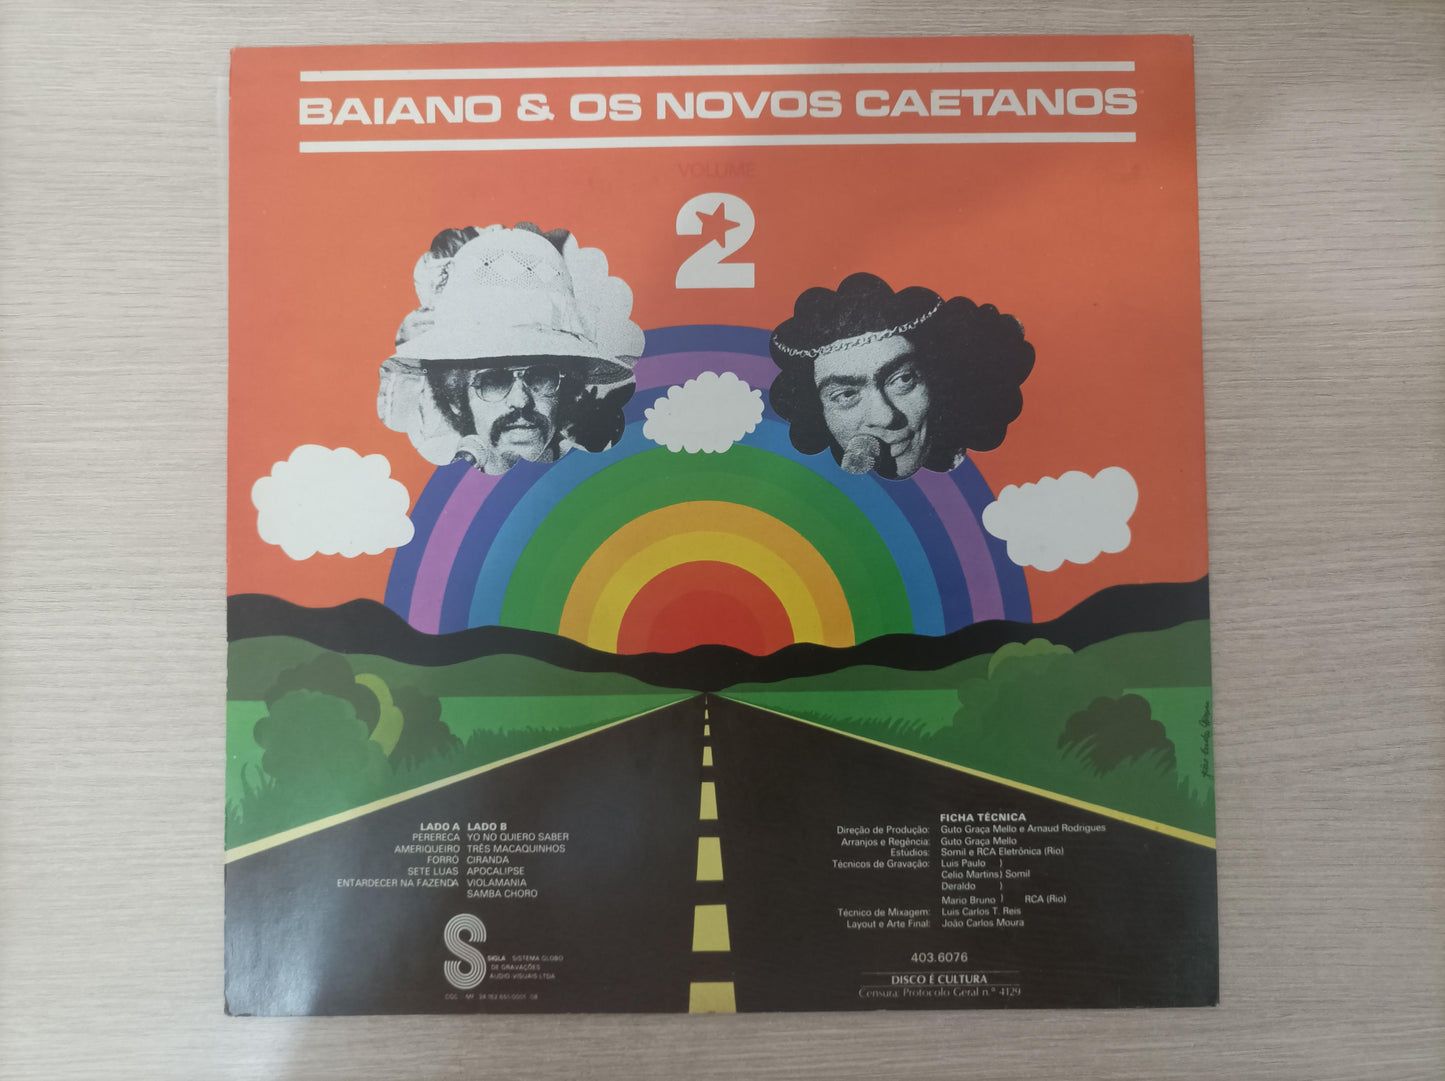 BAIANO & OS NOVOS CAETANOS
VOLUME
2
LADO A
PERERECA
AMERIQUEIRO
FORRÓ
SETE LUAS
ENTARDECER NA FAZENDA
LADO B
YO NO QUIERO SABER
TRÊS MACAQUINHOS
CIRANDA
APOCALIPSE
VIOLAMANIA
SAMBA CHORO
SIGLA SISTEMA GLOBO
DE GRAVAÇÕES
ÁUDIO VISUAIS LTDA
FICHA TÉCNICA
Direção de Produção: Guto Graça Mello e Arnaud Rodrigues
Arranjos e Regência: Guto Graça Mello
Estúdios: Somil e RCA Eletrônica (Rio)
Técnicos de Gravação: Luis Paulo )
Celio Martins) Somil
Deraldo )
Mario Bruno ) RCA (Rio)
Técnico de Mixagem: Luis Carlos T. Reis
Layout e Arte Final: João Carlos Moura
403.6076
DISCO É CULTURA
Censura: Protocolo Geral n.º 4129